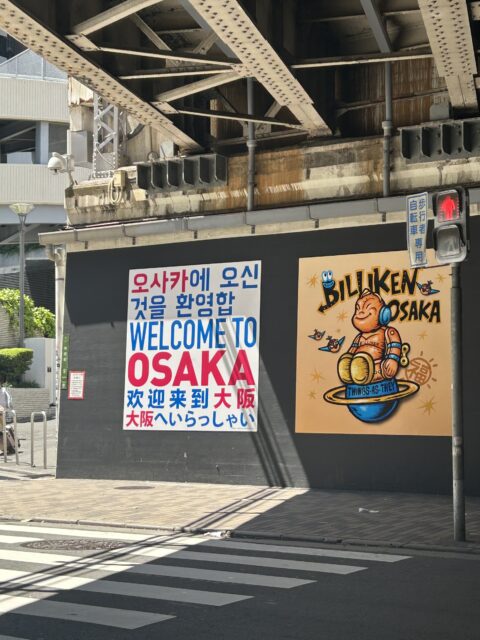 오사카에 오신
것을 환영합
WELCOME TO
OSAKA
欢迎来到大阪
大阪へいらっしゃい
BILLIKEN
OSAKA
THINGS-AS-THEY
福
歩行者
自転車専用